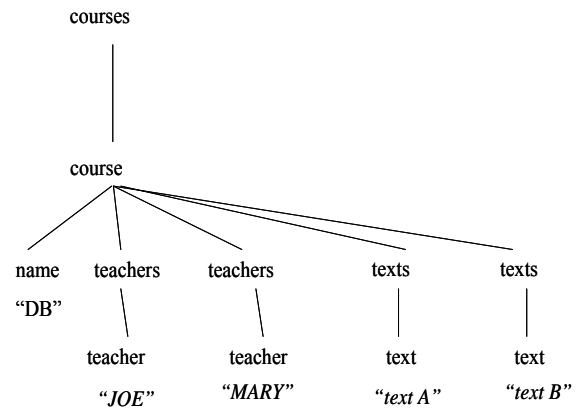 courses
course
name teachers teachers texts texts
“DB”
teacher teacher text text
“JOE” “MARY” “text A” “text B”